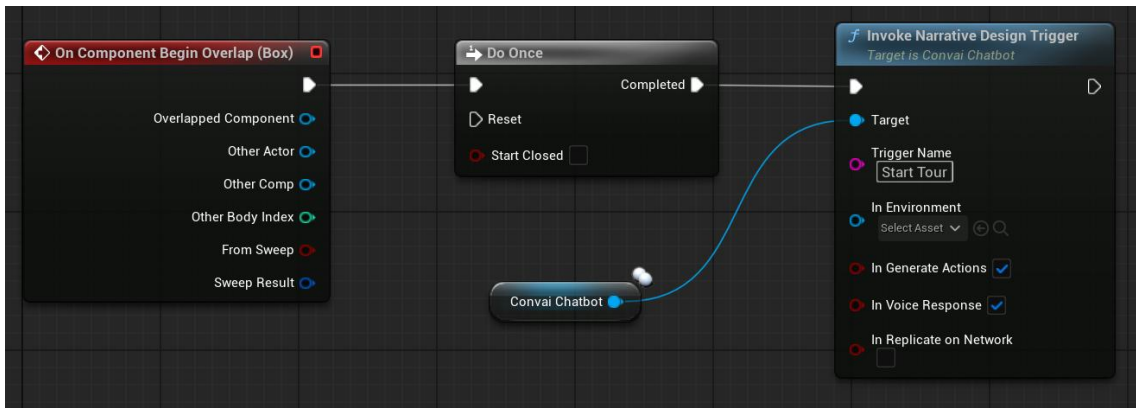 On Component Begin Overlap (Box)
Overlapped Component
Other Actor
Other Comp
Other Body Index
From Sweep
Sweep Result
1
Do Once
Completed
Reset
Start Closed
Convai Chatbot
f Invoke Narrative Design Trigger
Target is Convai Chatbot
Target
Trigger Name
Start Tour
In Environment
Select Asset
In Generate Actions
In Voice Response
In Replicate on Network